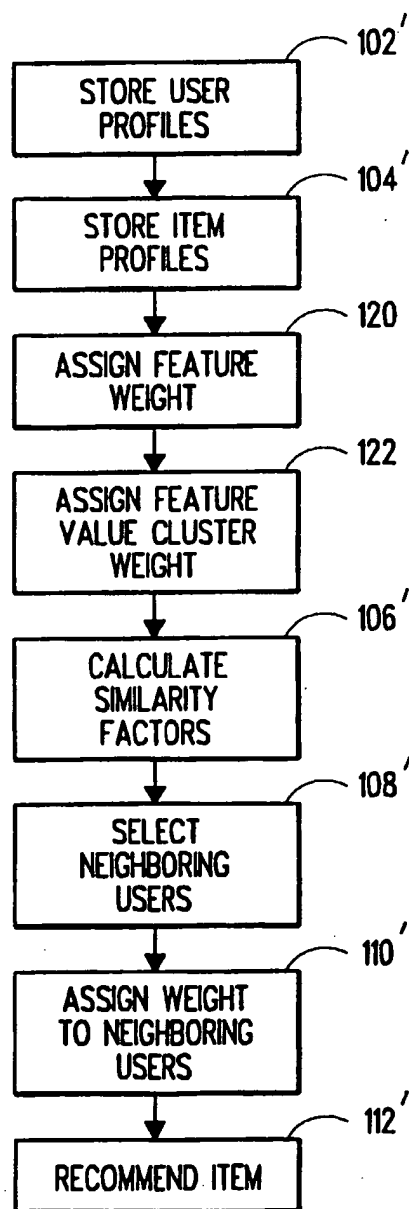 102'
STORE USER
PROFILES
104'
STORE ITEM
PROFILES
120
ASSIGN FEATURE
WEIGHT
122
ASSIGN FEATURE
VALUE CLUSTER
WEIGHT
106'
CALCULATE
SIMILARITY
FACTORS
108'
SELECT
NEIGHBORING
USERS
110'
ASSIGN WEIGHT
TO NEIGHBORING
USERS
112'
RECOMMEND ITEM